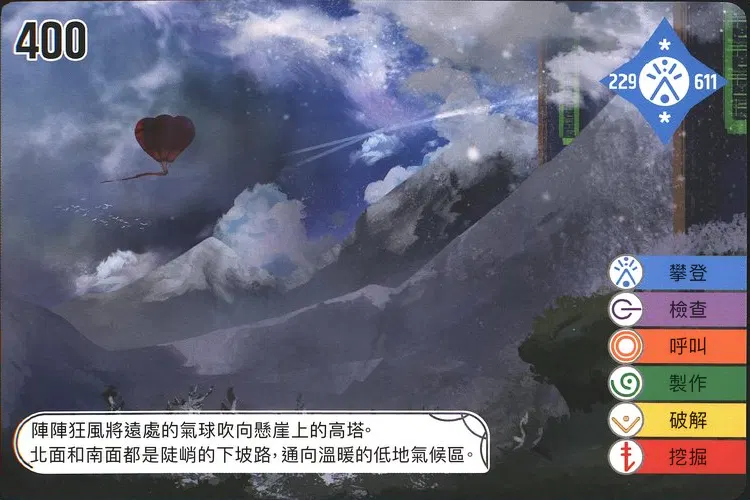 400
*
229 611
*
攀登
檢查
呼叫
製作
破解
挖掘
陣陣狂風將遠處的氣球吹向懸崖上的高塔。
北面和南面都是陡峭的下坡路，通向溫暖的低地氣候區。